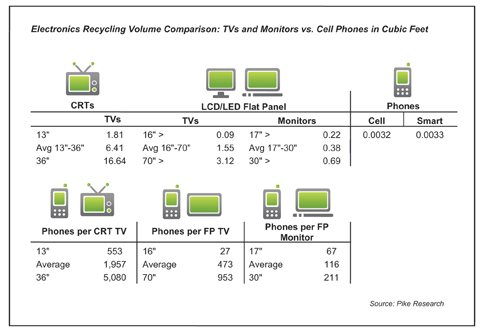 Electronics Recycling Volume Comparison: TVs and Monitors vs. Cell Phones in Cubic Feet
CRTs LCD/LED Flat Panel Phones
TVs TVs Monitors Cell Smart
13" 1.81 16" > 0.09 17" > 0.22 0.0032 0.0033
Avg 13"-36" 6.41 Avg 16"-70" 1.55 Avg 17"-30" 0.38
36" 16.64 70" > 3.12 30" > 0.69
Phones per CRT TV Phones per FP TV Phones per FP
Monitor
13" 553 16" 27 17" 67
Average 1,957 Average 473 Average 116
36" 5,080 70" 953 30" 211
Source: Pike Research